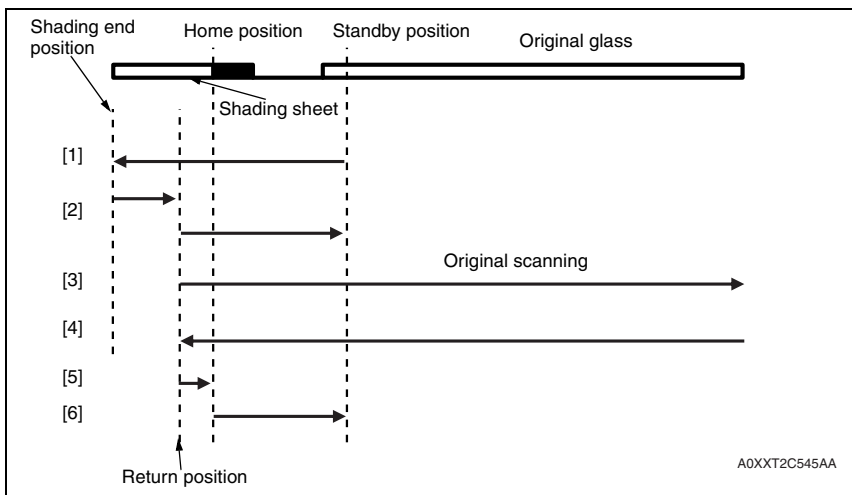 Shading end
position
Home position
Standby position
Original glass
Shading sheet
[1]
[2]
Original scanning
[3]
[4]
[5]
[6]
Return position
A0XXT2C545AA